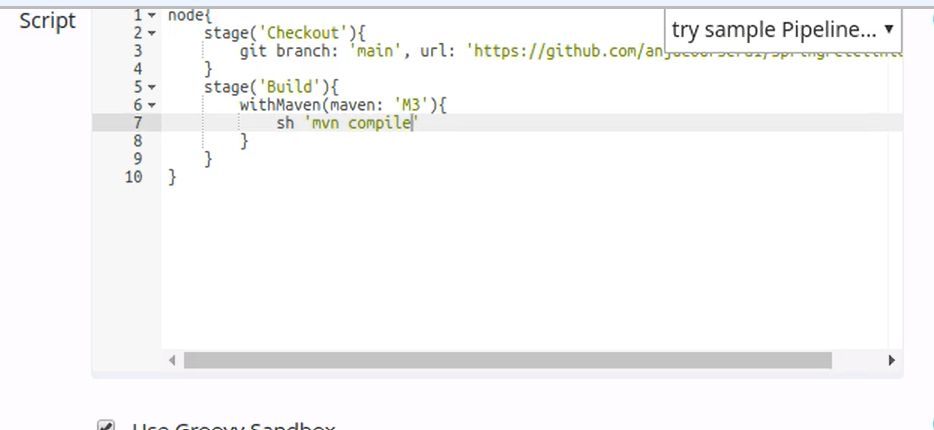 Script
try sample Pipeline...
1 node{
2 stage('Checkout'){
3 git branch: 'main', url: 'https://github.com/
4 }
5 stage('Build'){
6 withMaven(maven: 'M3'){
7 sh 'mvn compile'
8 }
9 }
10 }
Use Groovy Sandbox